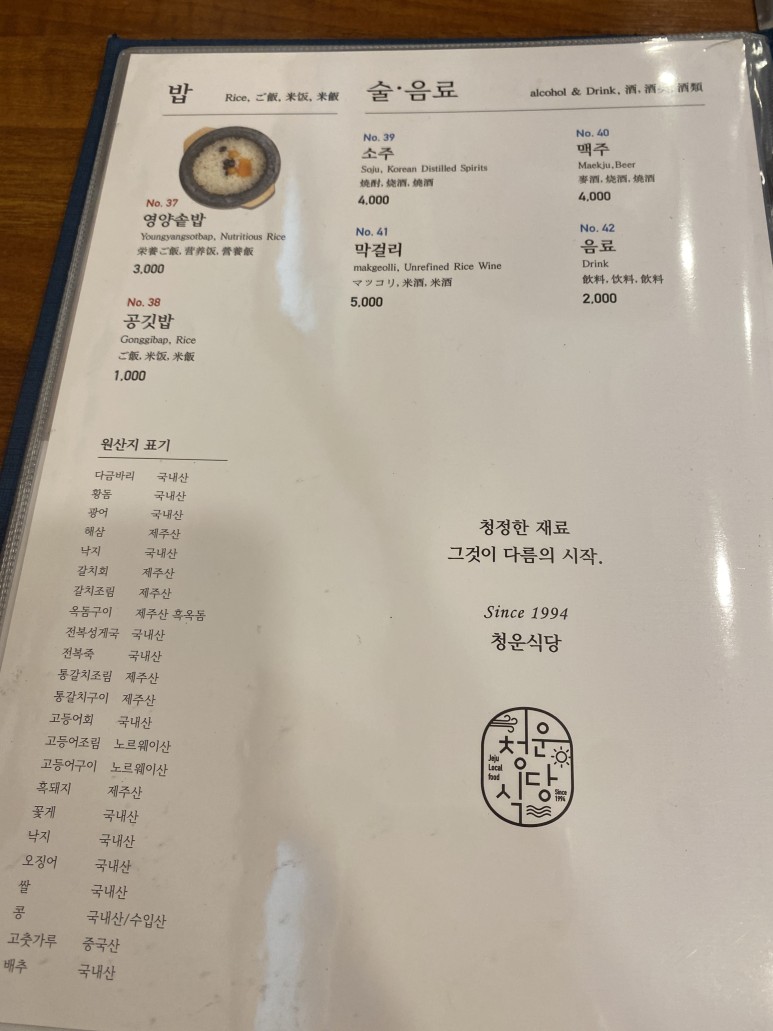 밥 Rice, ご飯, 米饭, 米飯
No. 37
영양솥밥
Youngyangsotbap, Nutritious Rice
栄養ご飯, 营养饭, 營養飯
3,000
No. 38
공깃밥
Gonggibap, Rice
ご飯, 米饭, 米飯
1,000
술·음료 alcohol & Drink, 酒, 酒 酒類
No. 39
소주
Soju, Korean Distilled Spirits
燒酎, 烧酒, 燒酒
4,000
No. 40
맥주
Maekju,Beer
麥酒, 烧酒, 燒酒
4,000
No. 41
막걸리
makgeolli, Unrefined Rice Wine
マッコリ, 米酒, 米酒
5,000
No. 42
음료
Drink
飲料, 饮料, 飮料
2,000
원산지 표기
다금바리 국내산
황돔 국내산
광어 국내산
해삼 제주산
낙지 국내산
갈치회 제주산
갈치조림 제주산
옥돔구이 제주산 흑옥돔
전복성게국 국내산
전복죽 국내산
통갈치조림 제주산
통갈치구이 제주산
고등어회 국내산
고등어조림 노르웨이산
고등어구이 노르웨이산
흑돼지 제주산
꽃게 국내산
낙지 국내산
오징어 국내산
쌀 국내산
콩 국내산/수입산
고춧가루 중국산
배추 국내산
청정한 재료
그것이 다름의 시작.
Since 1994
청운식당
청운
식당
Jeju
Local
food
Since
1994